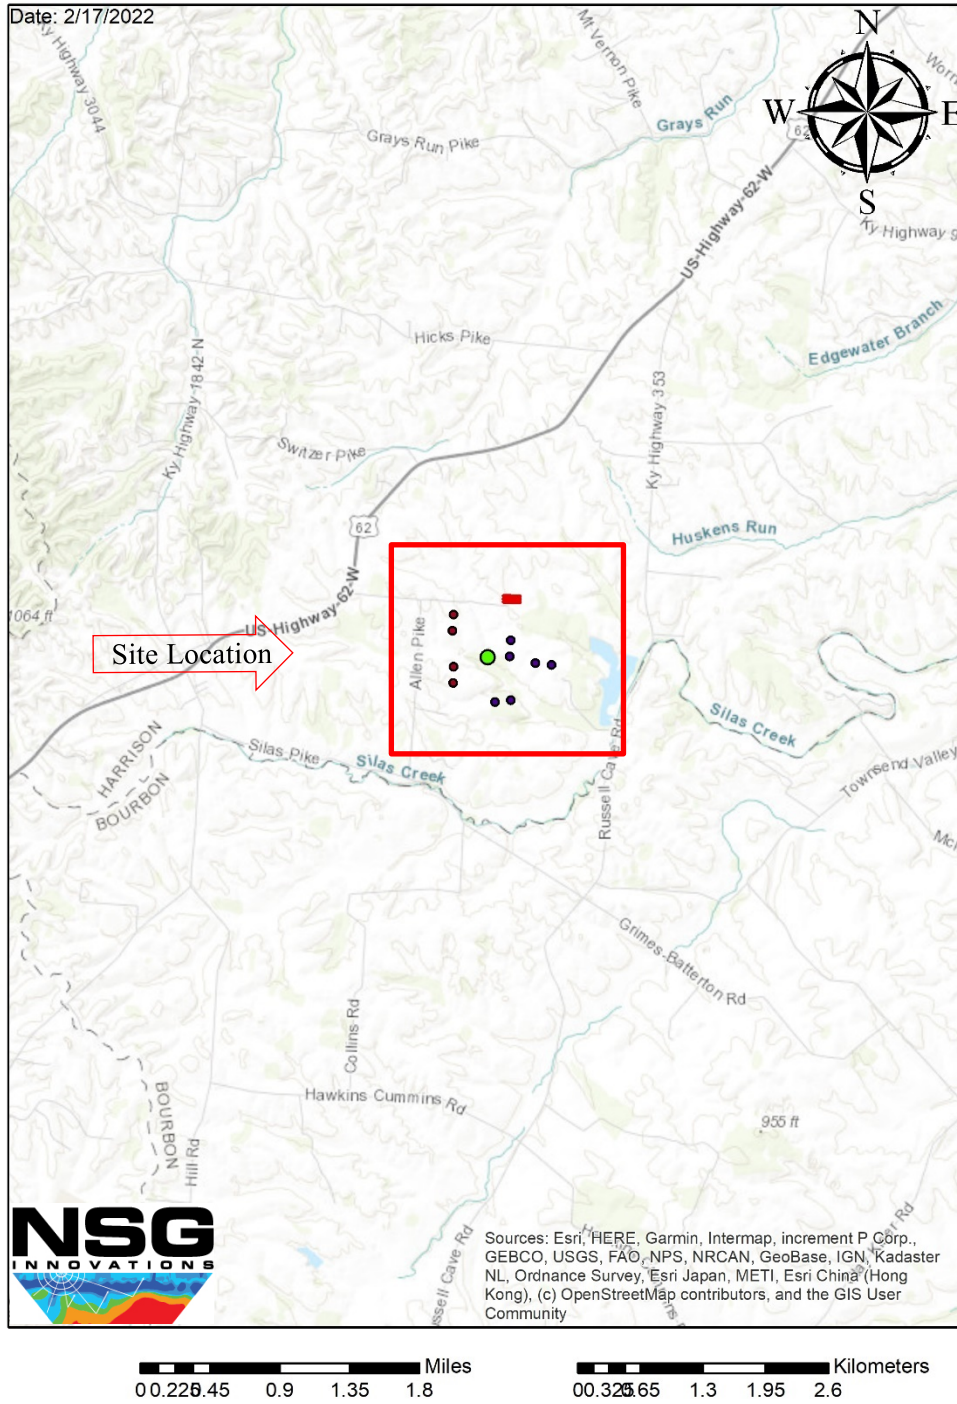 Date: 2/17/2022
N
W
E
S
Ky Highway 3044
Mt Vernon Pike
Grays Run
Grays Run Pike
62
US-Highway-62-W
Ky Highway 9
Edgewater Branch
Hicks Pike
Ky Highway 1842-N
Ky Highway 353
Switzer Pike
62
Huskens Run
1064 ft
US-Highway-62-W
Site Location
Allen Pike
HARRISON
BOURBON
Silas Pike
Silas Creek
Silas Creek
Russell Cave Rd
Townsend Valley
Grimes-Batterton Rd
Collins Rd
Hawkins Cummins Rd
955 ft
BOURBON
Hill Rd
NSG
INNOVATIONS
ssell Cave Rd
Sources: Esri, HERE, Garmin, Intermap, increment P Corp.,
GEBCO, USGS, FAO, NPS, NRCAN, GeoBase, IGN, Kadaster
NL, Ordnance Survey, Esri Japan, METI, Esri China (Hong
Kong), (c) OpenStreetMap contributors, and the GIS User
Community
Miles
0 0.225 0.45 0.9 1.35 1.8
Kilometers
0 0.325 0.65 1.3 1.95 2.6